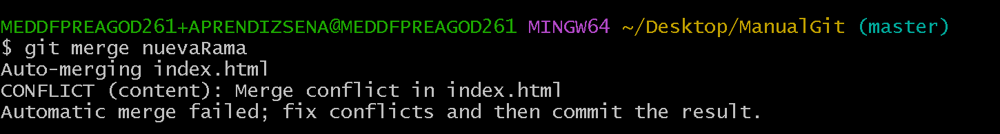 MEDDFPREAGOD261+APRENDIZSENA@MEDDFPREAGOD261 MINGW64 ~/Desktop/ManualGit (master)
$ git merge nuevaRama
Auto-merging index.html
CONFLICT (content): Merge conflict in index.html
Automatic merge failed; fix conflicts and then commit the result.